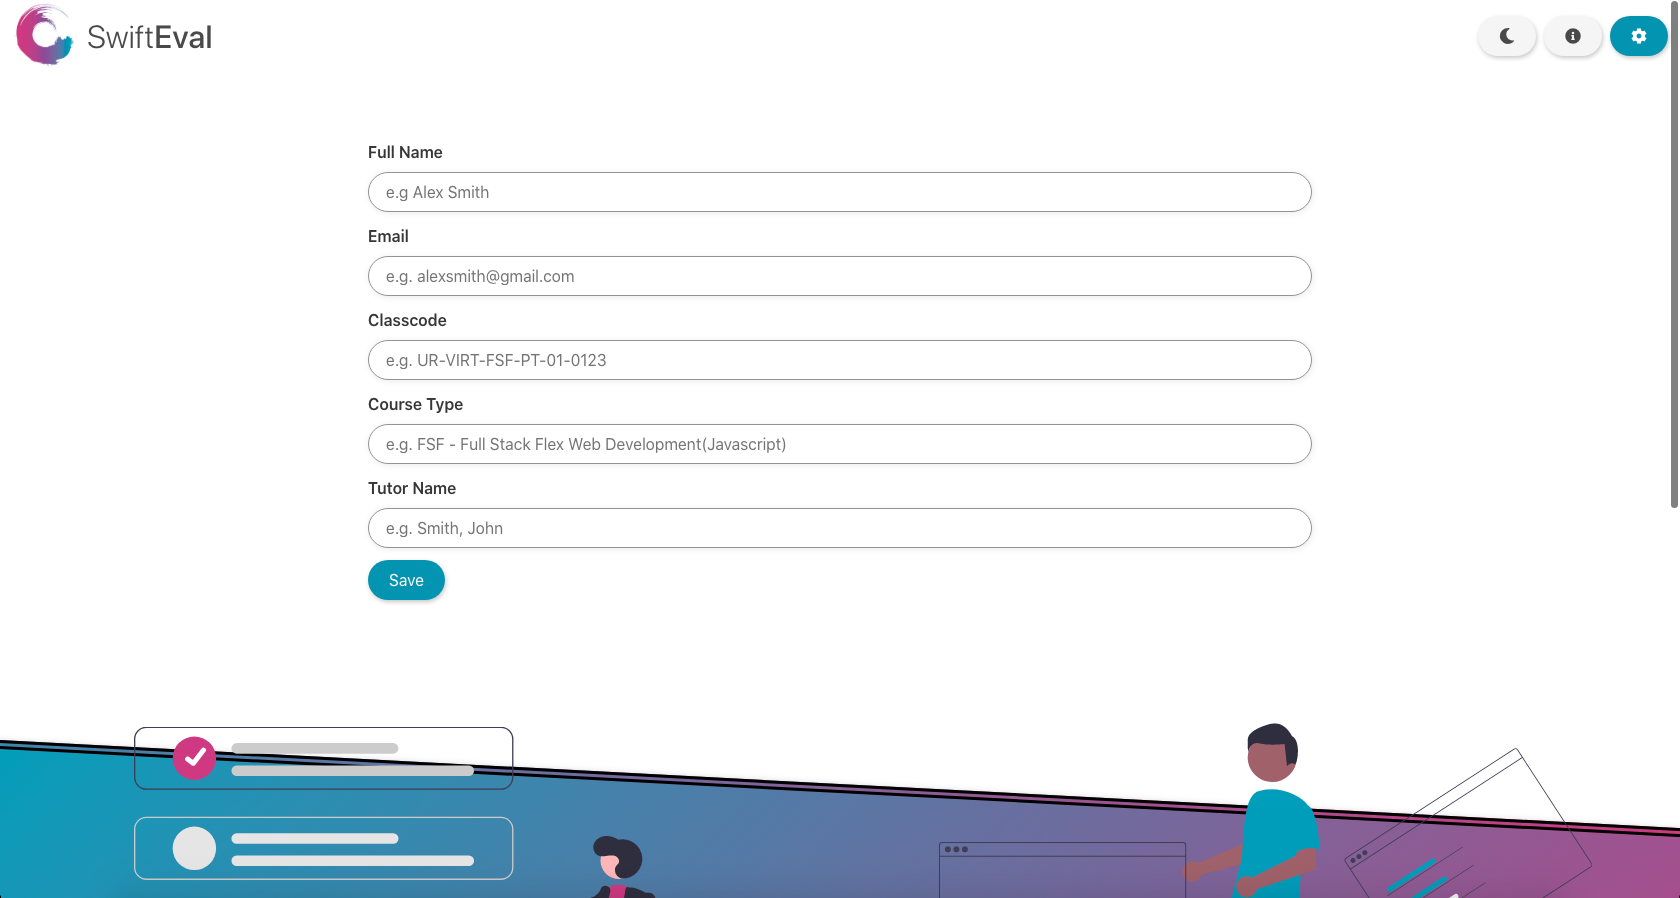 SwiftEval
Full Name
e.g Alex Smith
Email
e.g. alexsmith@gmail.com
Classcode
e.g. UR-VIRT-FSF-PT-01-0123
Course Type
e.g. FSF - Full Stack Flex Web Development(Javascript)
Tutor Name
e.g. Smith, John
Save